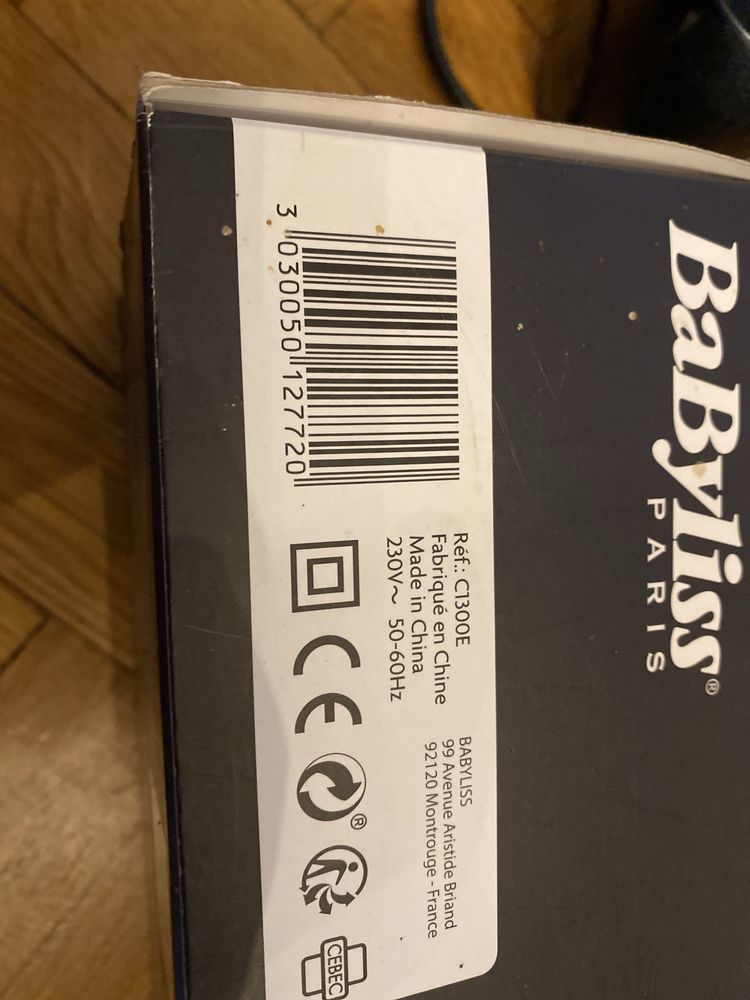 BaByliss®
PARIS
3 030050 127720
Réf.: C1300E
Fabriqué en Chine
Made in China
230V~ 50-60Hz
BABYLISS
99 Avenue Aristide Briand
92120 Montrouge - France
CE
®
CEBEC